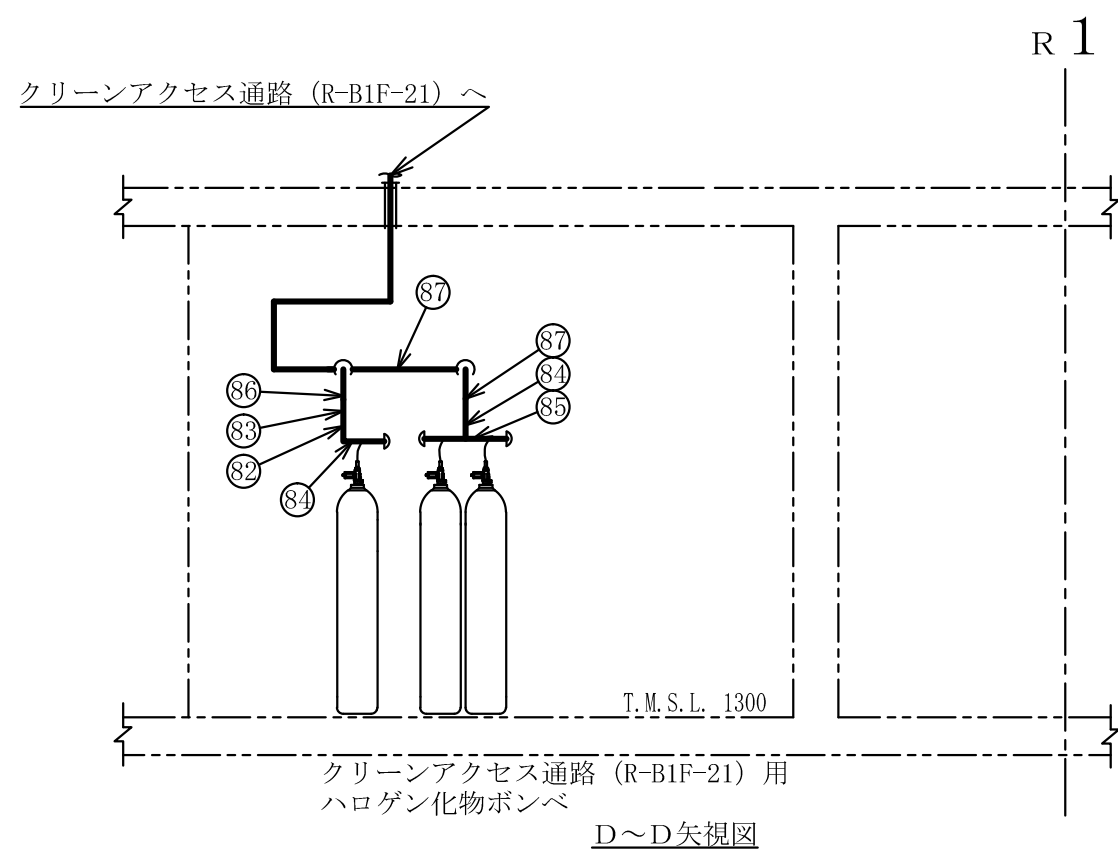 R 1
クリーンアクセス通路 (R-B1F-21) へ
87
87
84
85
86
83
82
84
T.M.S.L. 1300
クリーンアクセス通路 (R-B1F-21) 用
ハロゲン化物ボンベ
D～D矢視図